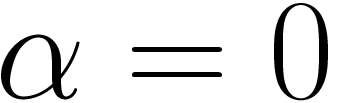 α = 0